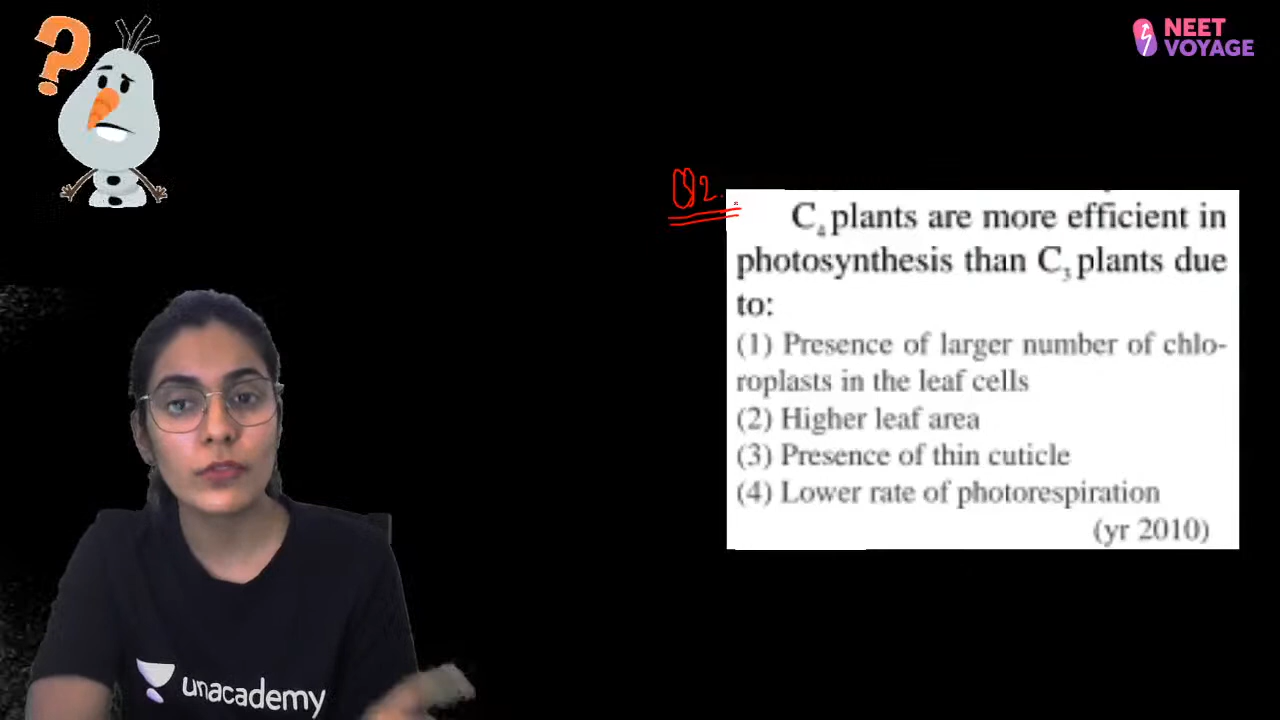 NEET
VOYAGE
Q2.
C₄ plants are more efficient in
photosynthesis than C₃ plants due
to:
(1) Presence of larger number of chlo-
roplasts in the leaf cells
(2) Higher leaf area
(3) Presence of thin cuticle
(4) Lower rate of photorespiration
(yr 2010)
unacademy